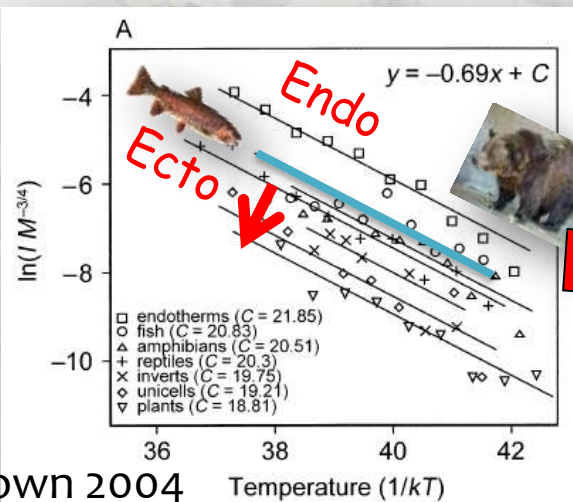 A
y = –0.69x + C
Endo
Ecto
ln(I M^–3/4)
–4
–6
–8
–10
endotherms (C = 21.85)
fish (C = 20.83)
amphibians (C = 20.51)
reptiles (C = 20.3)
inverts (C = 19.75)
unicells (C = 19.21)
plants (C = 18.81)
36 38 40 42
own 2004 Temperature (1/kT)